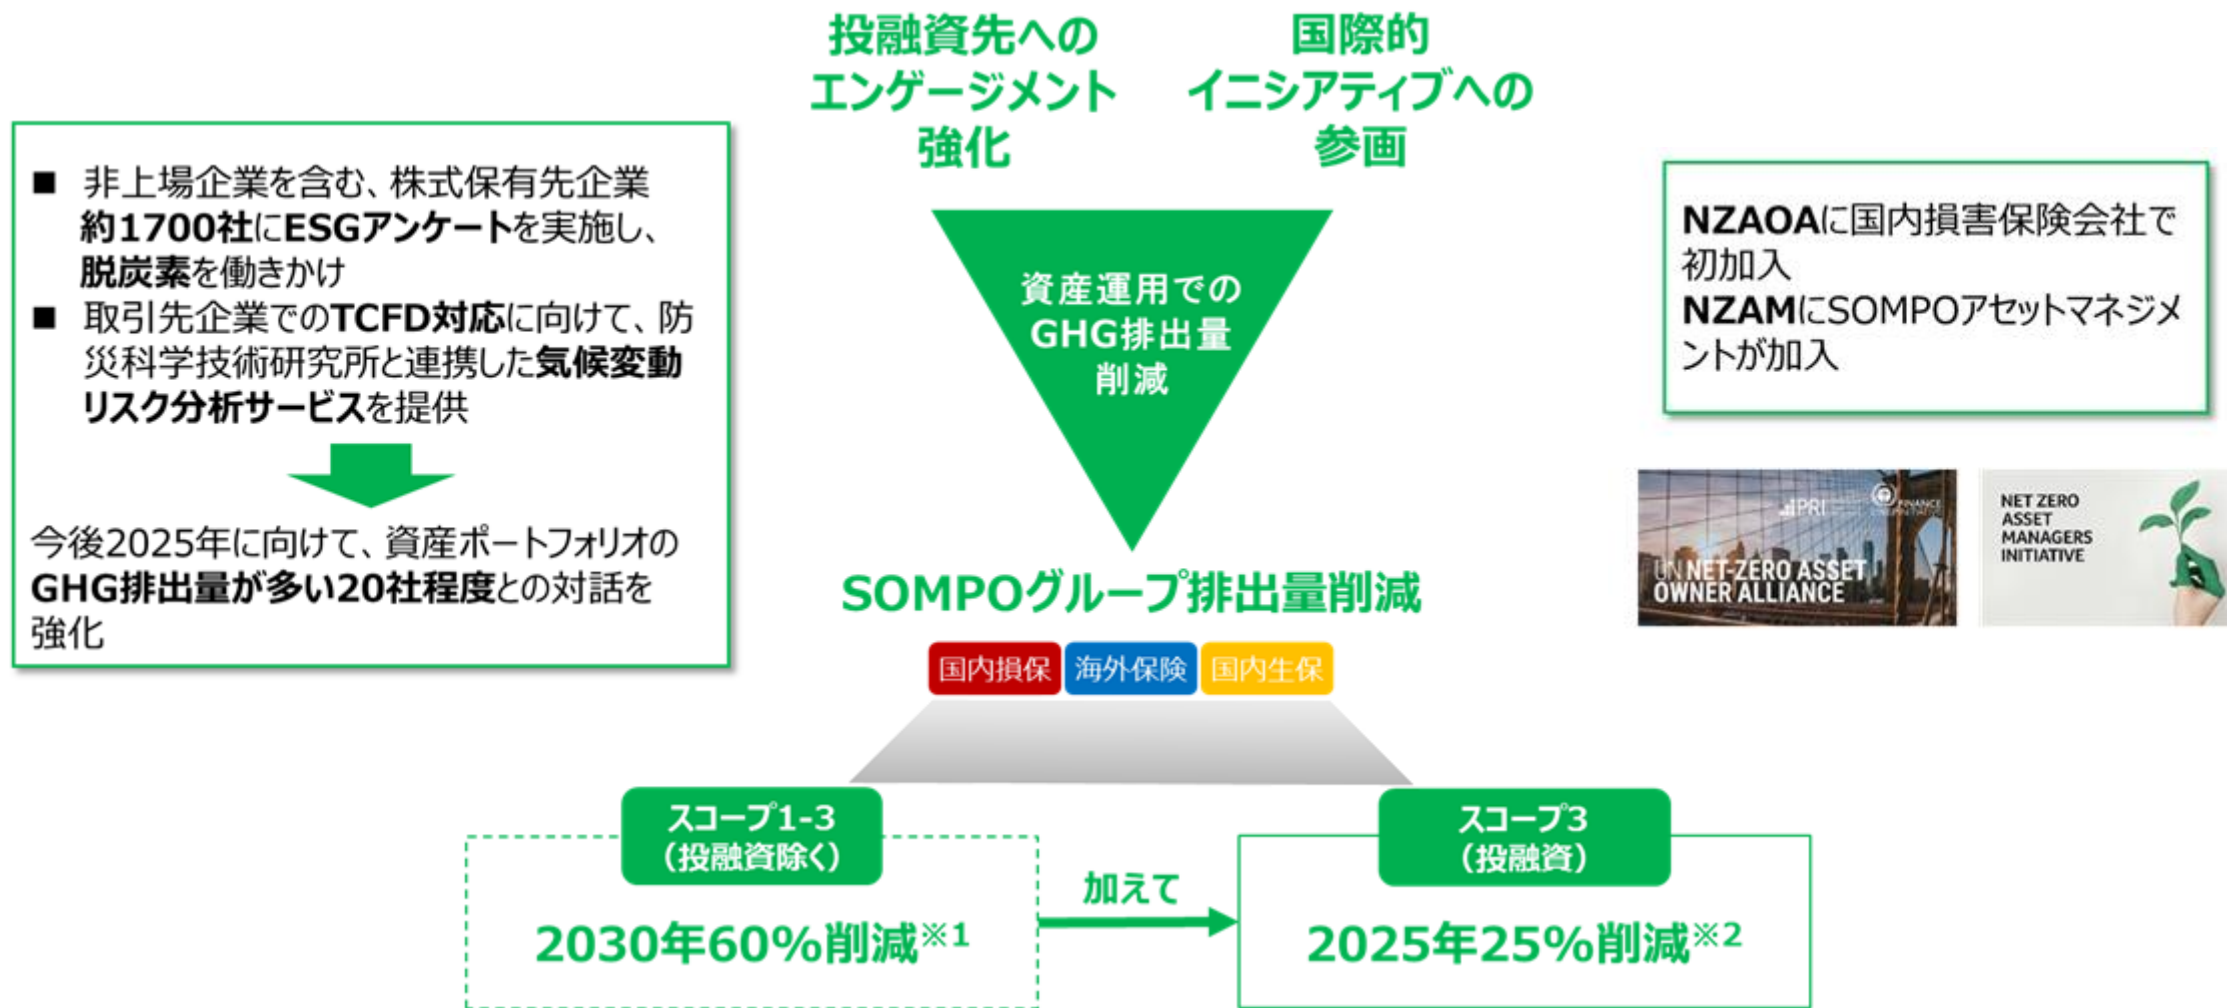 投融資先への
エンゲージメント
強化
国際的
イニシアティブへの
参画
■ 非上場企業を含む、株式保有先企業
約1700社にESGアンケートを実施し、
脱炭素を働きかけ
■ 取引先企業でのTCFD対応に向けて、防
災科学技術研究所と連携した気候変動
リスク分析サービスを提供
今後2025年に向けて、資産ポートフォリオの
GHG排出量が多い20社程度との対話を
強化
資産運用での
GHG排出量
削減
NZAOAに国内損害保険会社で
初加入
NZAMにSOMPOアセットマネジメ
ントが加入
PRI
FINANCE
UN NET-ZERO ASSET
OWNER ALLIANCE
NET ZERO
ASSET
MANAGERS
INITIATIVE
SOMPOグループ排出量削減
国内損保 海外保険 国内生保
スコープ1-3
（投融資除く）
2030年60%削減※1
加えて
スコープ3
（投融資）
2025年25%削減※2